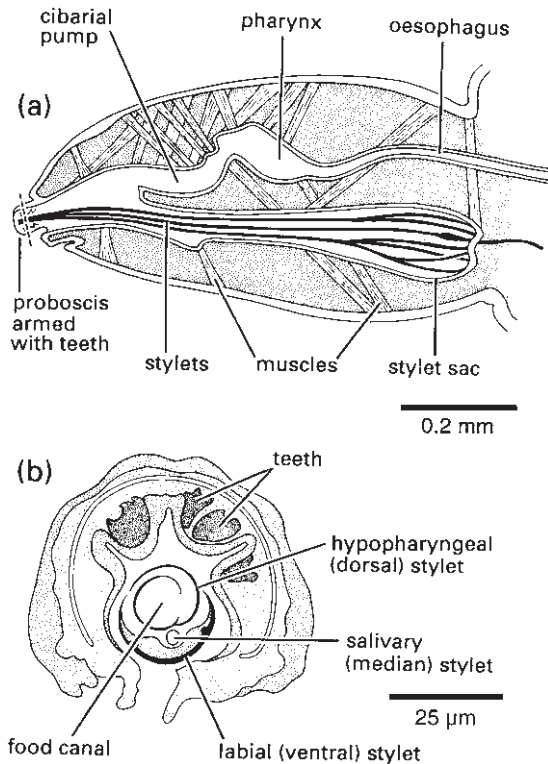 cibarial
pump
pharynx
oesophagus
(a)
proboscis
armed
with teeth
stylets
muscles
stylet sac
0.2 mm
(b)
teeth
hypopharyngeal
(dorsal) stylet
salivary
(median) stylet
25 µm
food canal
labial (ventral) stylet